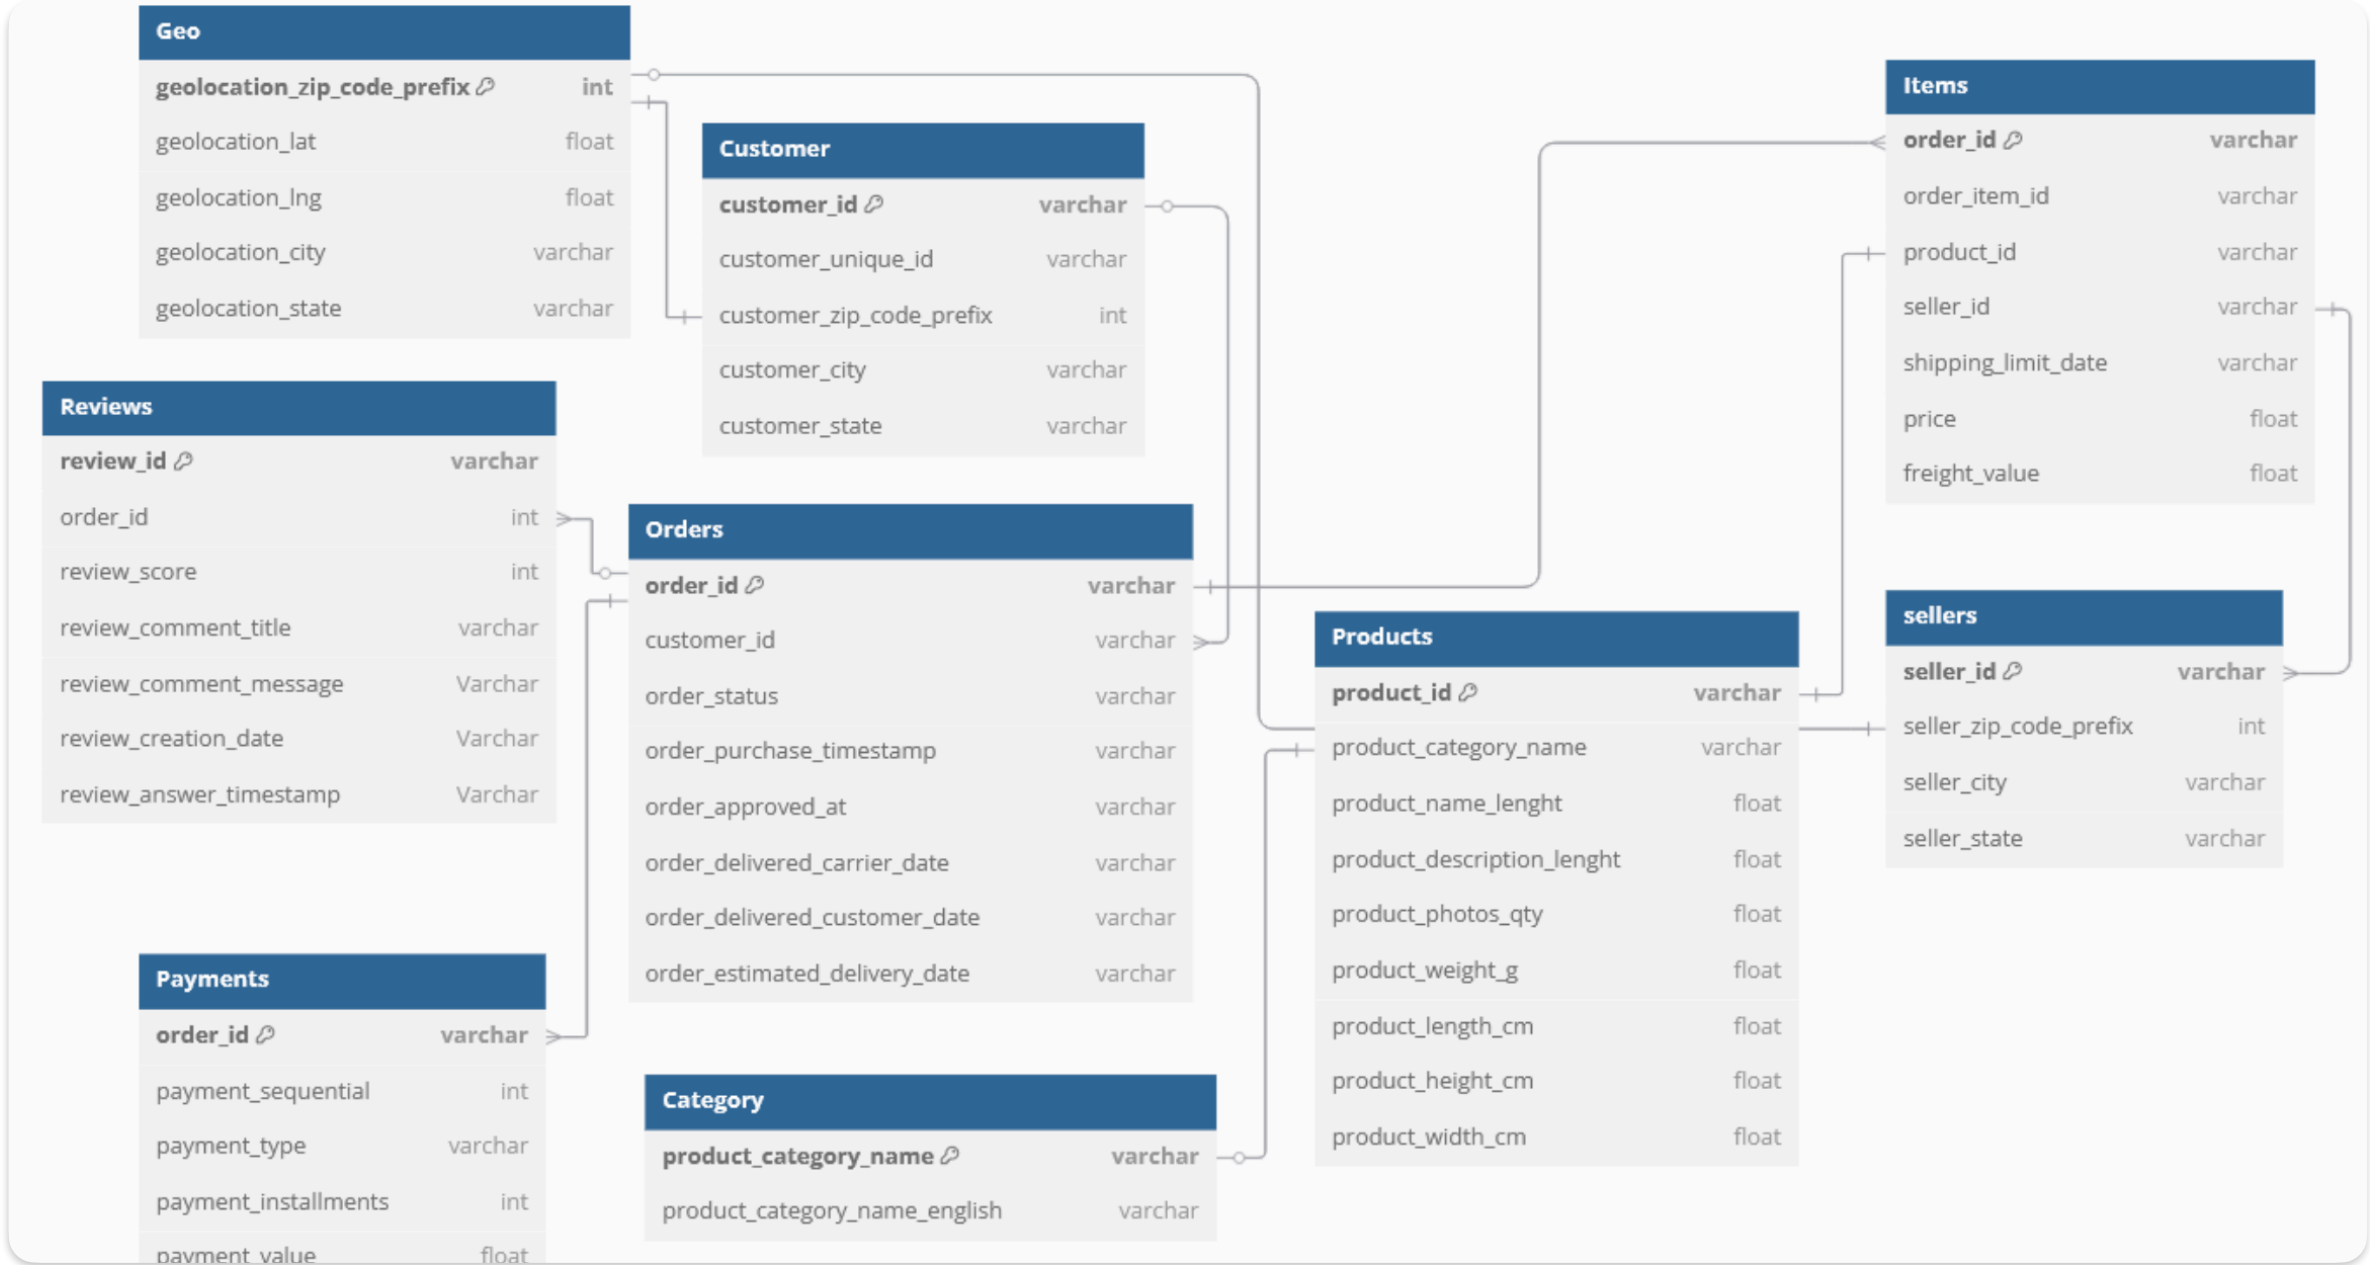 Geo
geolocation_zip_code_prefix int
geolocation_lat float
geolocation_lng float
geolocation_city varchar
geolocation_state varchar
Customer
customer_id varchar
customer_unique_id varchar
customer_zip_code_prefix int
customer_city varchar
customer_state varchar
Items
order_id varchar
order_item_id varchar
product_id varchar
seller_id varchar
shipping_limit_date varchar
price float
freight_value float
Reviews
review_id varchar
order_id int
review_score int
review_comment_title varchar
review_comment_message Varchar
review_creation_date Varchar
review_answer_timestamp Varchar
Orders
order_id varchar
customer_id varchar
order_status varchar
order_purchase_timestamp varchar
order_approved_at varchar
order_delivered_carrier_date varchar
order_delivered_customer_date varchar
order_estimated_delivery_date varchar
Products
product_id varchar
product_category_name varchar
product_name_lenght float
product_description_lenght float
product_photos_qty float
product_weight_g float
product_length_cm float
product_height_cm float
product_width_cm float
sellers
seller_id varchar
seller_zip_code_prefix int
seller_city varchar
seller_state varchar
Payments
order_id varchar
payment_sequential int
payment_type varchar
payment_installments int
payment_value float
Category
product_category_name varchar
product_category_name_english varchar